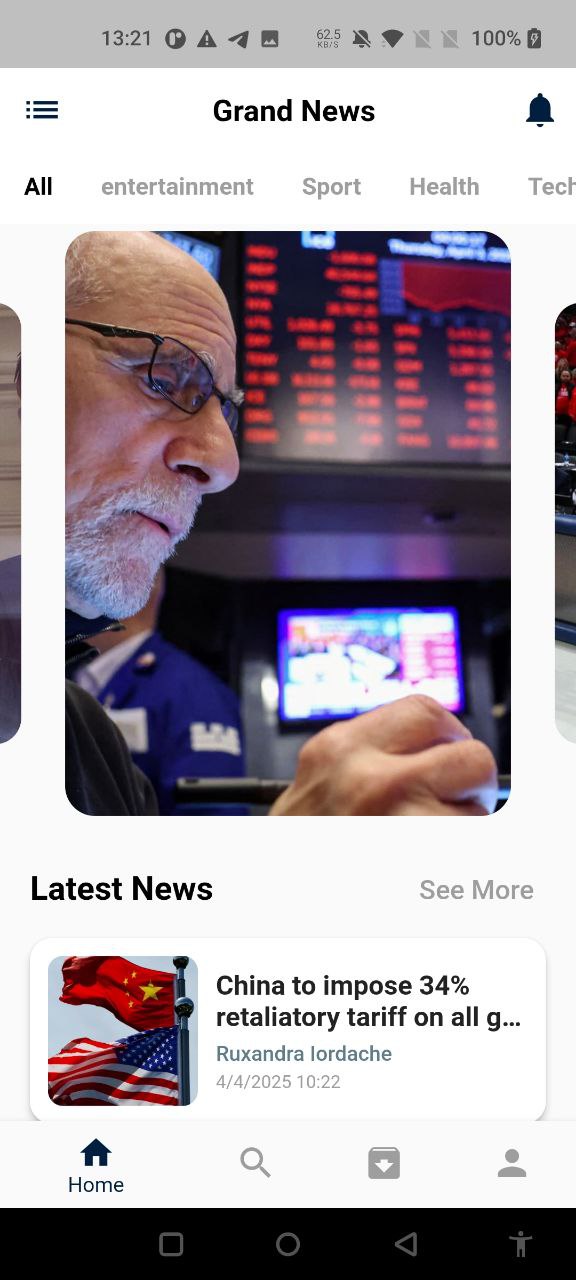 13:21
62.5
KB/S
100%
Grand News
All entertainment Sport Health Tech
Latest News
See More
China to impose 34%
retaliatory tariff on all g...
Ruxandra Iordache
4/4/2025 10:22
Home